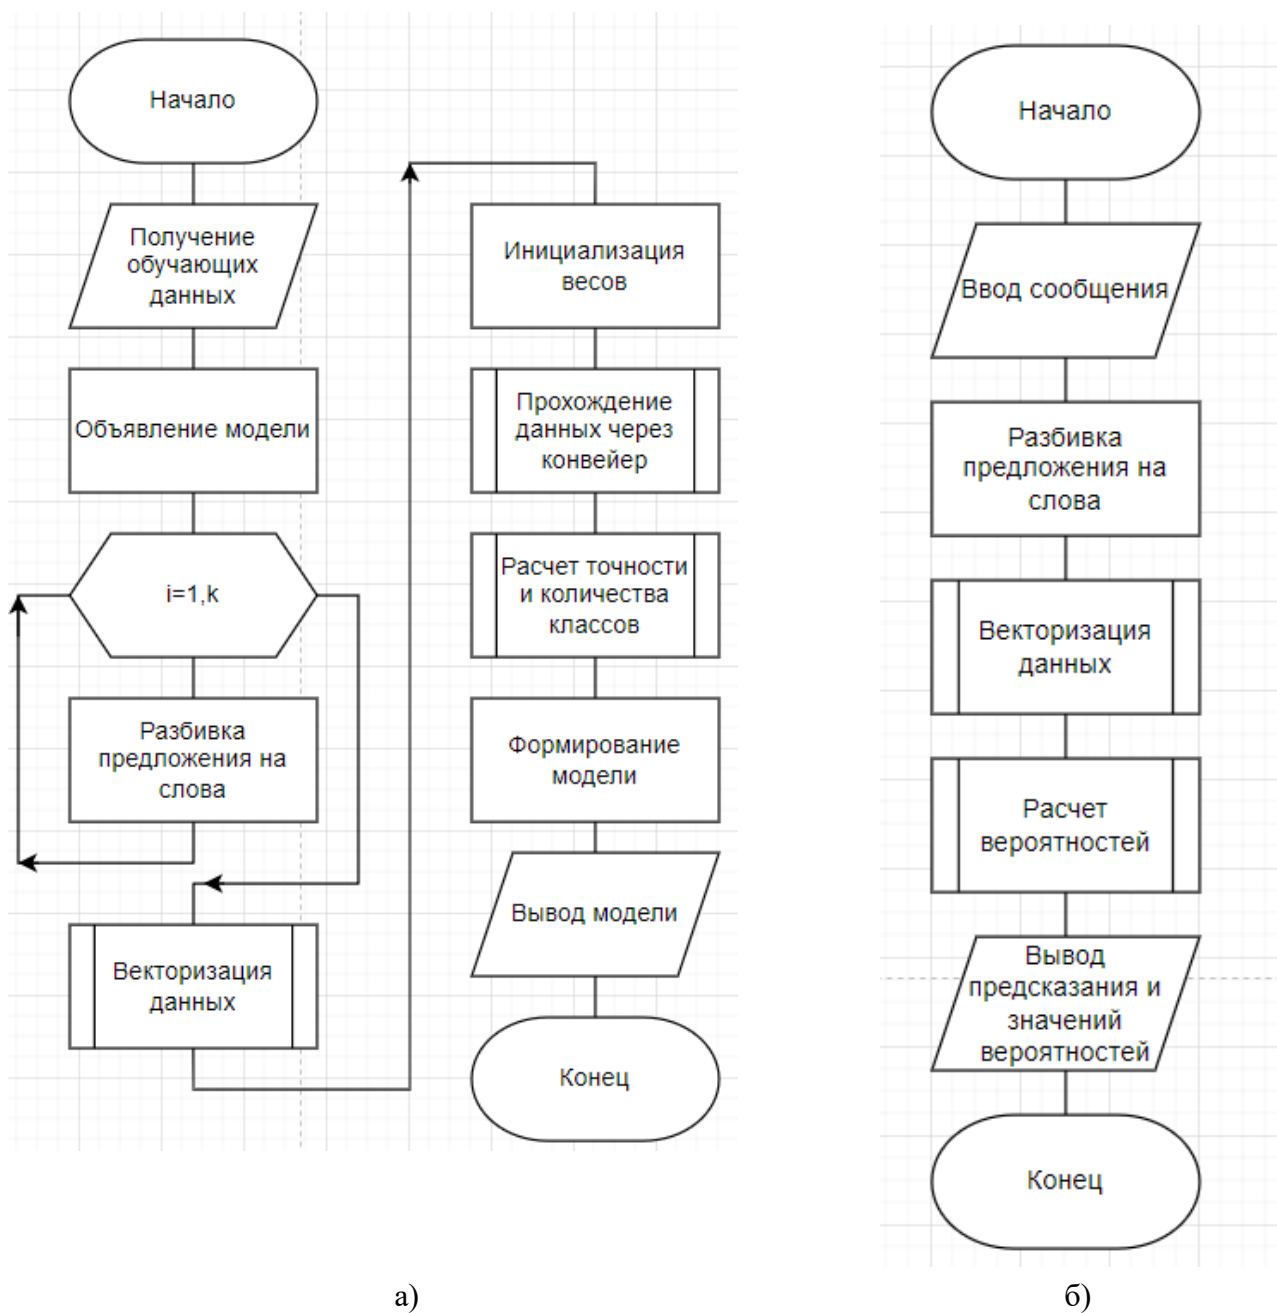 Начало
Получение
обучающих
данных
Объявление модели
i=1,k
Разбивка
предложения на
слова
Векторизация
данных
Инициализация
весов
Прохождение
данных через
конвейер
Расчет точности
и количества
классов
Формирование
модели
Вывод модели
Конец
а)
Начало
Ввод сообщения
Разбивка
предложения на
слова
Векторизация
данных
Расчет
вероятностей
Вывод
предсказания и
значений
вероятностей
Конец
б)